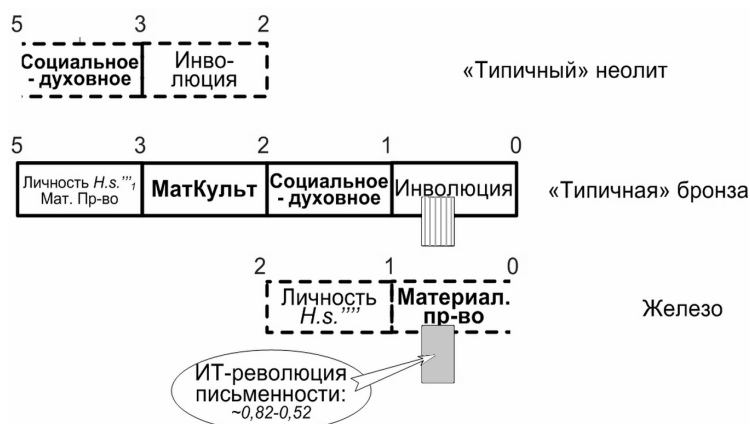 5 3 2
Социальное Инво-
- духовное люция
«Типичный» неолит
5 3 2 1 0
Личность H.s.’’’1
Мат. Пр-во
МатКульт
Социальное
- духовное
Инволюция
«Типичная» бронза
2 1 0
Личность
H.s.’’’’
Материал.
пр-во
Железо
ИТ-революция
письменности:
~0,82-0,52